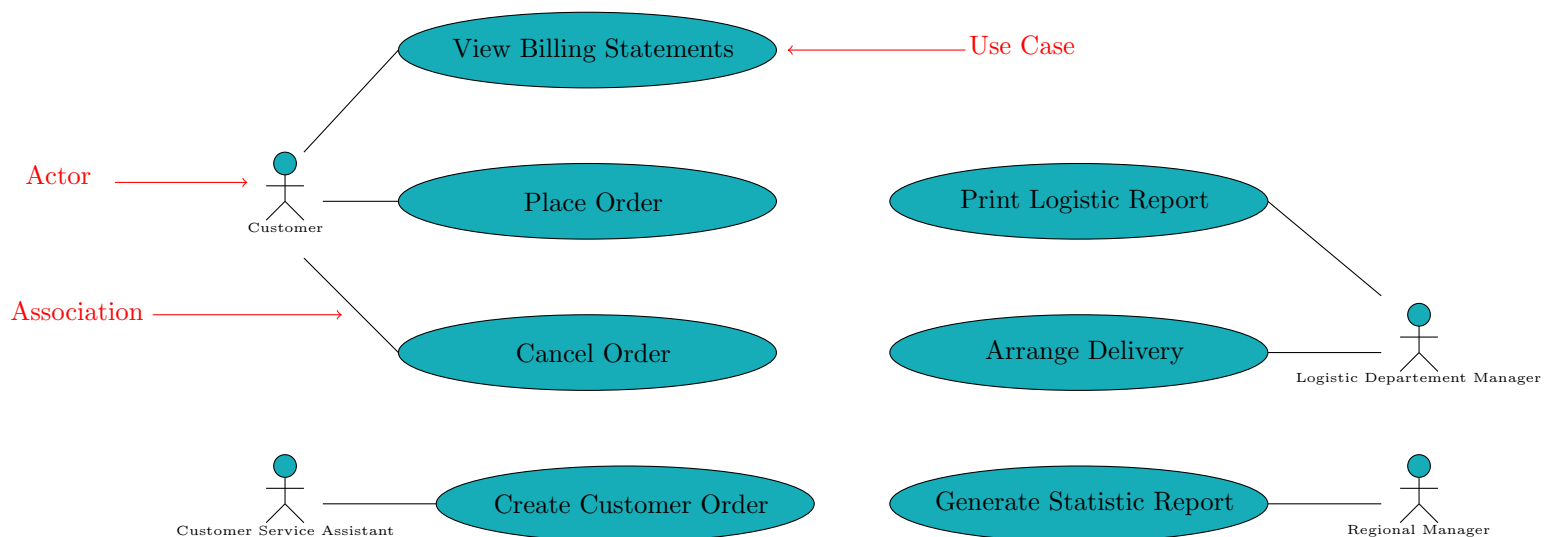 View Billing Statements
Use Case
Actor
Customer
Place Order
Print Logistic Report
Association
Cancel Order
Arrange Delivery
Logistic Departement Manager
Customer Service Assistant
Create Customer Order
Generate Statistic Report
Regional Manager